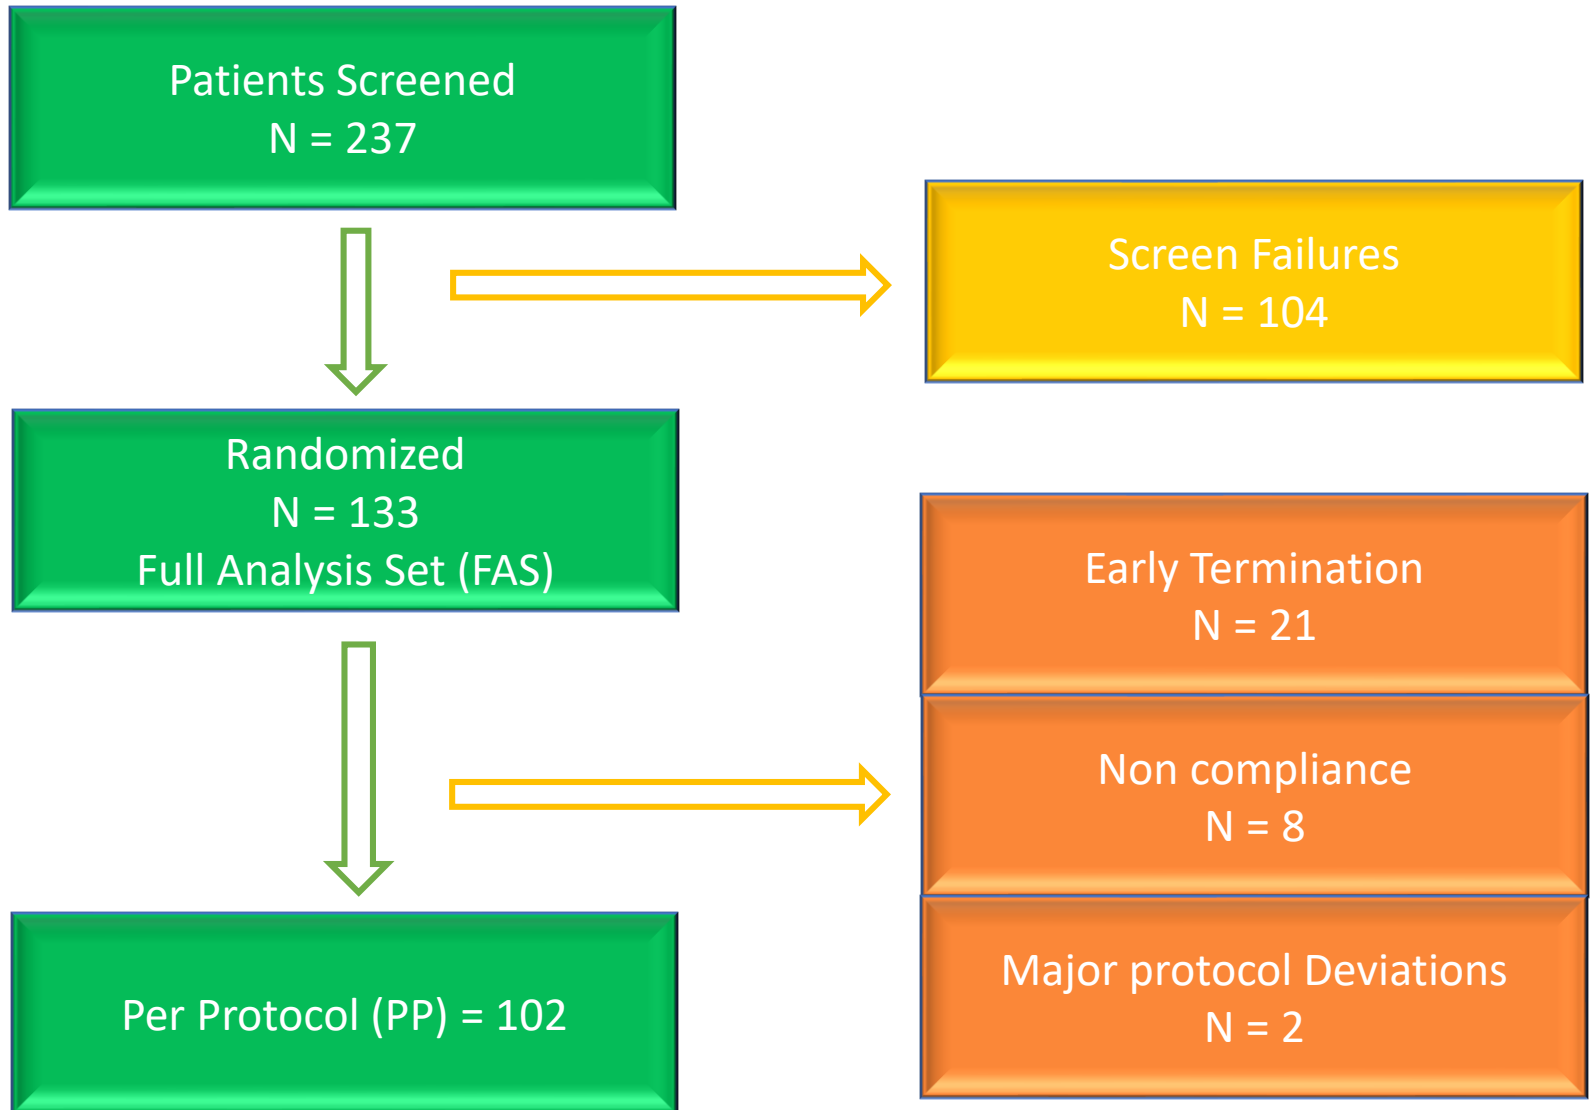 Patients Screened
N = 237
Screen Failures
N = 104
Randomized
N = 133
Full Analysis Set (FAS)
Early Termination
N = 21
Non compliance
N = 8
Major protocol Deviations
N = 2
Per Protocol (PP) = 102